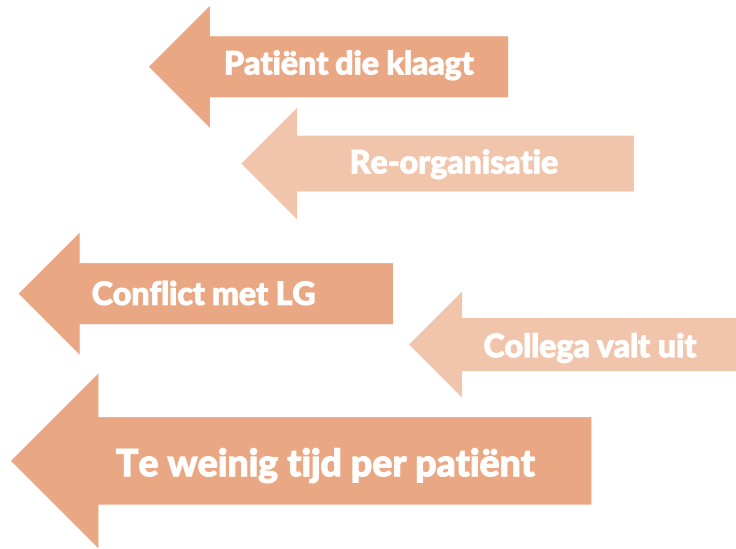 Patiënt die klaagt
Re-organisatie
Conflict met LG
Collega valt uit
Te weinig tijd per patiënt